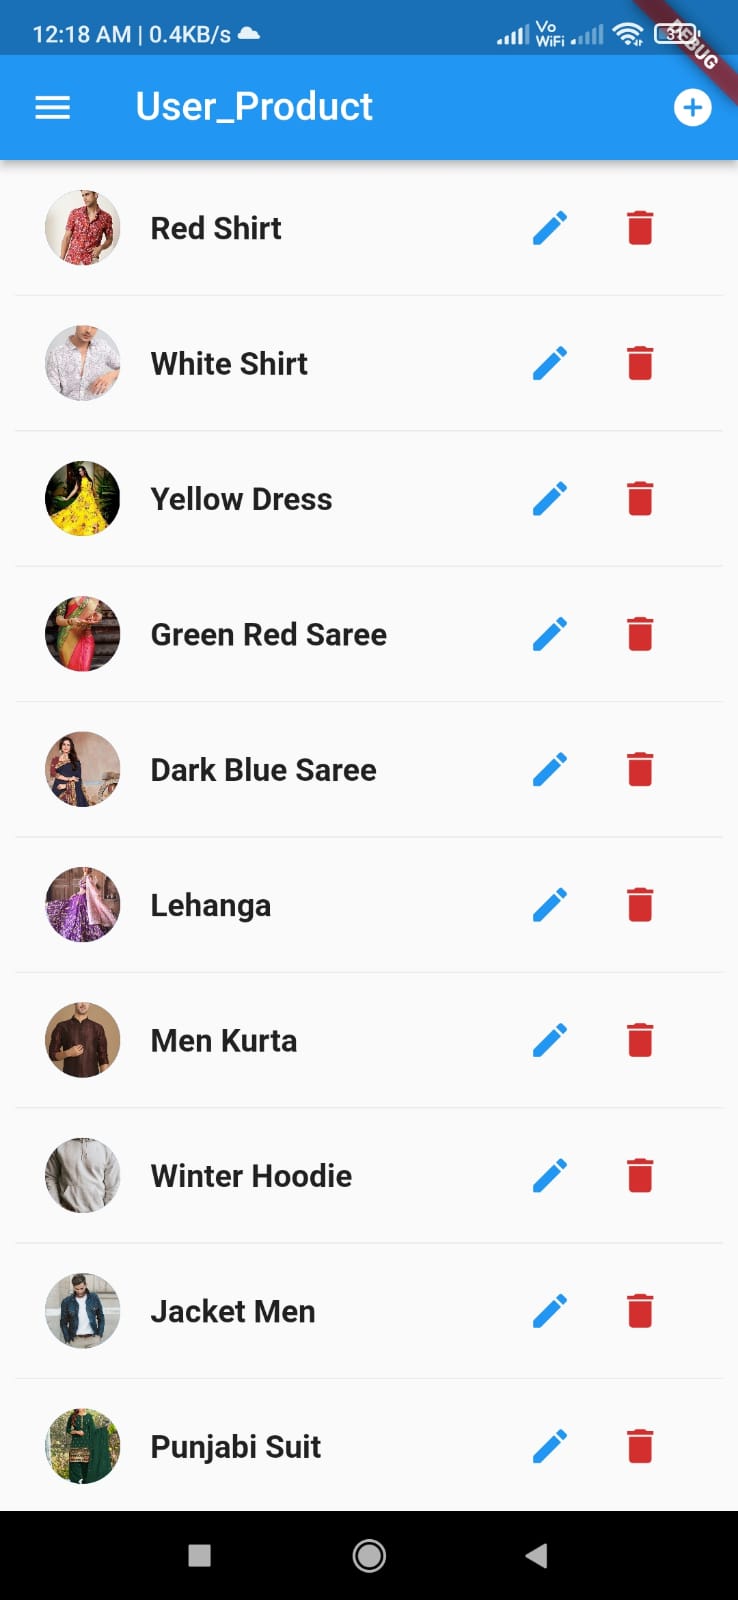 12:18 AM | 0.4KB/s
Vo
WiFi
31
DEBUG
User_Product
Red Shirt
White Shirt
Yellow Dress
Green Red Saree
Dark Blue Saree
Lehanga
Men Kurta
Winter Hoodie
Jacket Men
Punjabi Suit